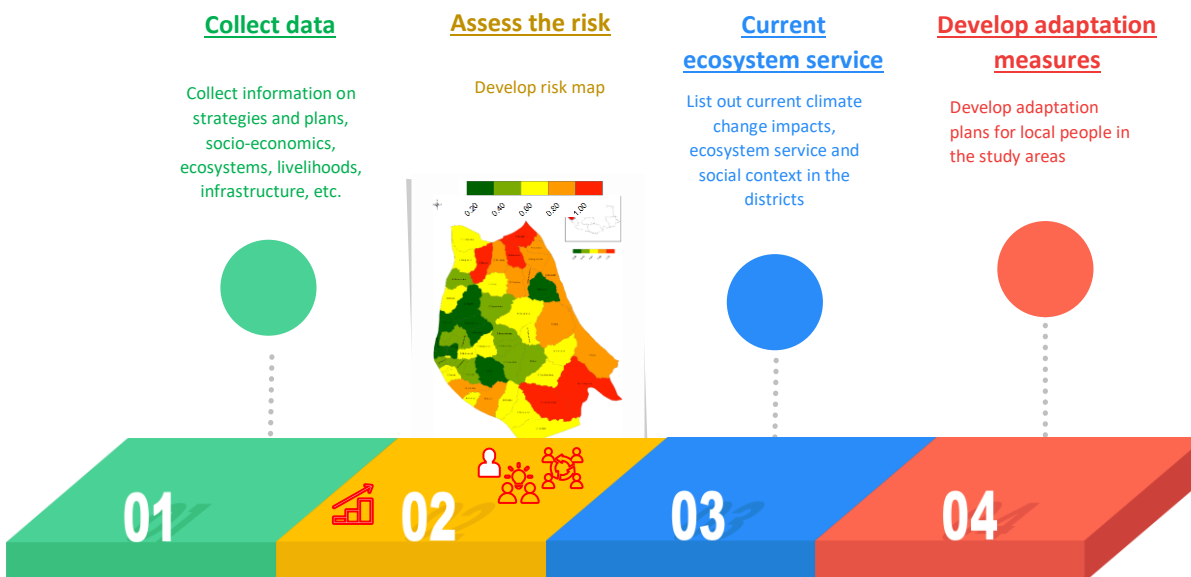 Collect data
Collect information on
strategies and plans,
socio-economics,
ecosystems, livelihoods,
infrastructure, etc.
Assess the risk
Develop risk map
0.20
0.40
0.60
0.80
1.00
Current
ecosystem service
List out current climate
change impacts,
ecosystem service and
social context in the
districts
Develop adaptation
measures
Develop adaptation
plans for local people in
the study areas
01
02
03
04